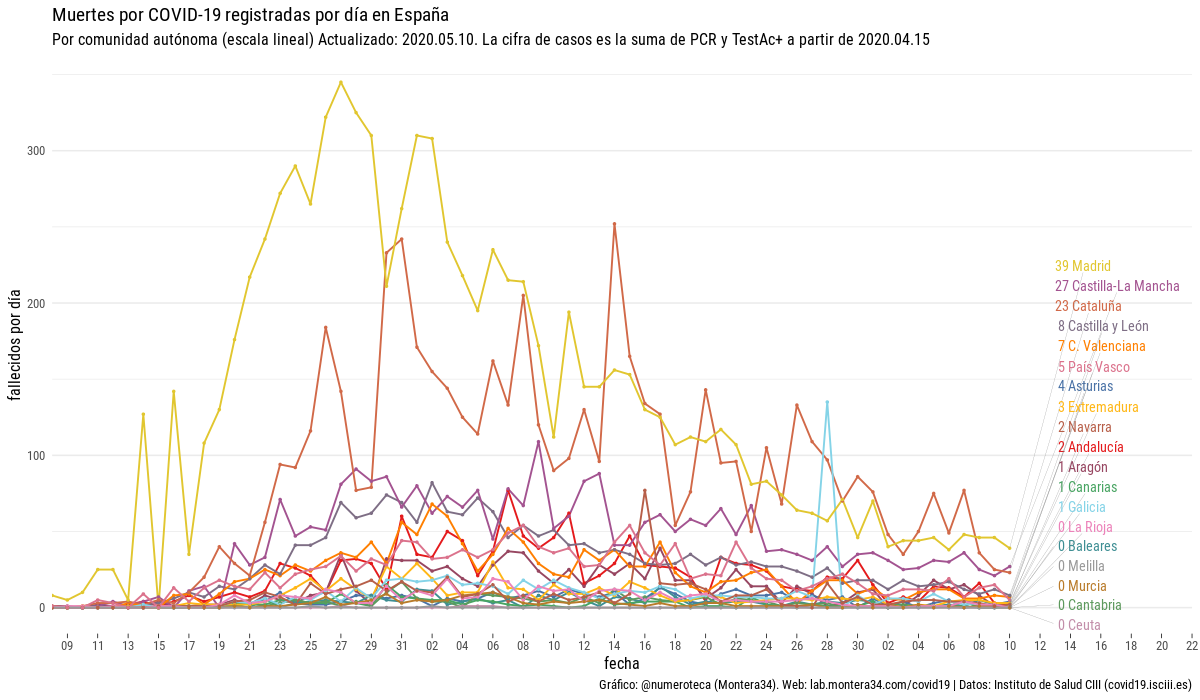 Muertes por COVID-19 registradas por día en España
Por comunidad autónoma (escala lineal) Actualizado: 2020.05.10. La cifra de casos es la suma de PCR y TestAc+ a partir de 2020.04.15
fallecidos por día
300
200
100
0
39 Madrid
27 Castilla-La Mancha
23 Cataluña
8 Castilla y León
7 C. Valenciana
5 País Vasco
4 Asturias
3 Extremadura
2 Navarra
2 Andalucía
1 Aragón
1 Canarias
1 Galicia
0 La Rioja
0 Baleares
0 Melilla
0 Murcia
0 Cantabria
0 Ceuta
09 11 13 15 17 19 21 23 25 27 29 31 02 04 06 08 10 12 14 16 18 20 22 24 26 28 30 02 04 06 08 10 12 14 16 18 20 22
fecha
Gráfico: @numeroteca (Montera34). Web: lab.montera34.com/covid19 | Datos: Instituto de Salud CIII (covid19.isciii.es)